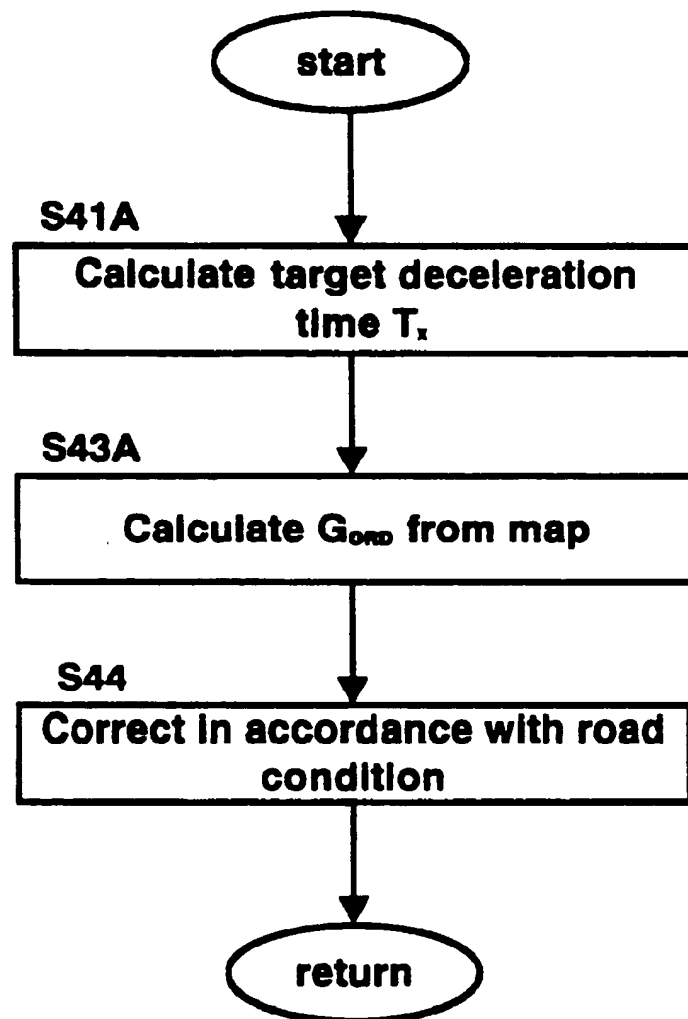 start
S41A
Calculate target deceleration
time Tₓ
S43A
Calculate G_ORD from map
S44
Correct in accordance with road
condition
return